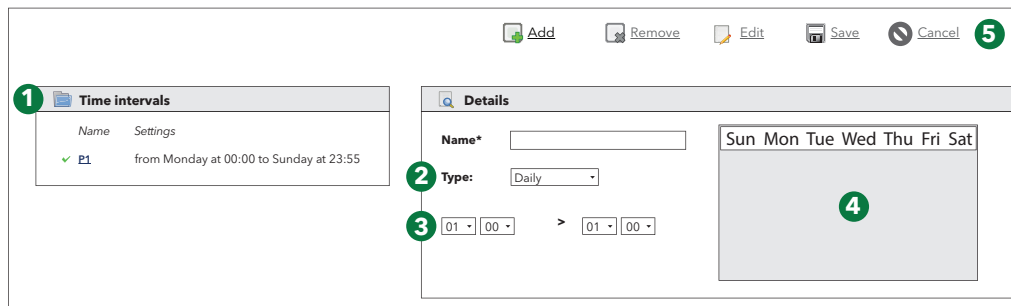 Add Remove Edit Save Cancel 5
1 Time intervals
Name Settings
P1 from Monday at 00:00 to Sunday at 23:55
Details
Name*
2 Type: Daily
3 01 00 > 01 00
Sun Mon Tue Wed Thu Fri Sat
4